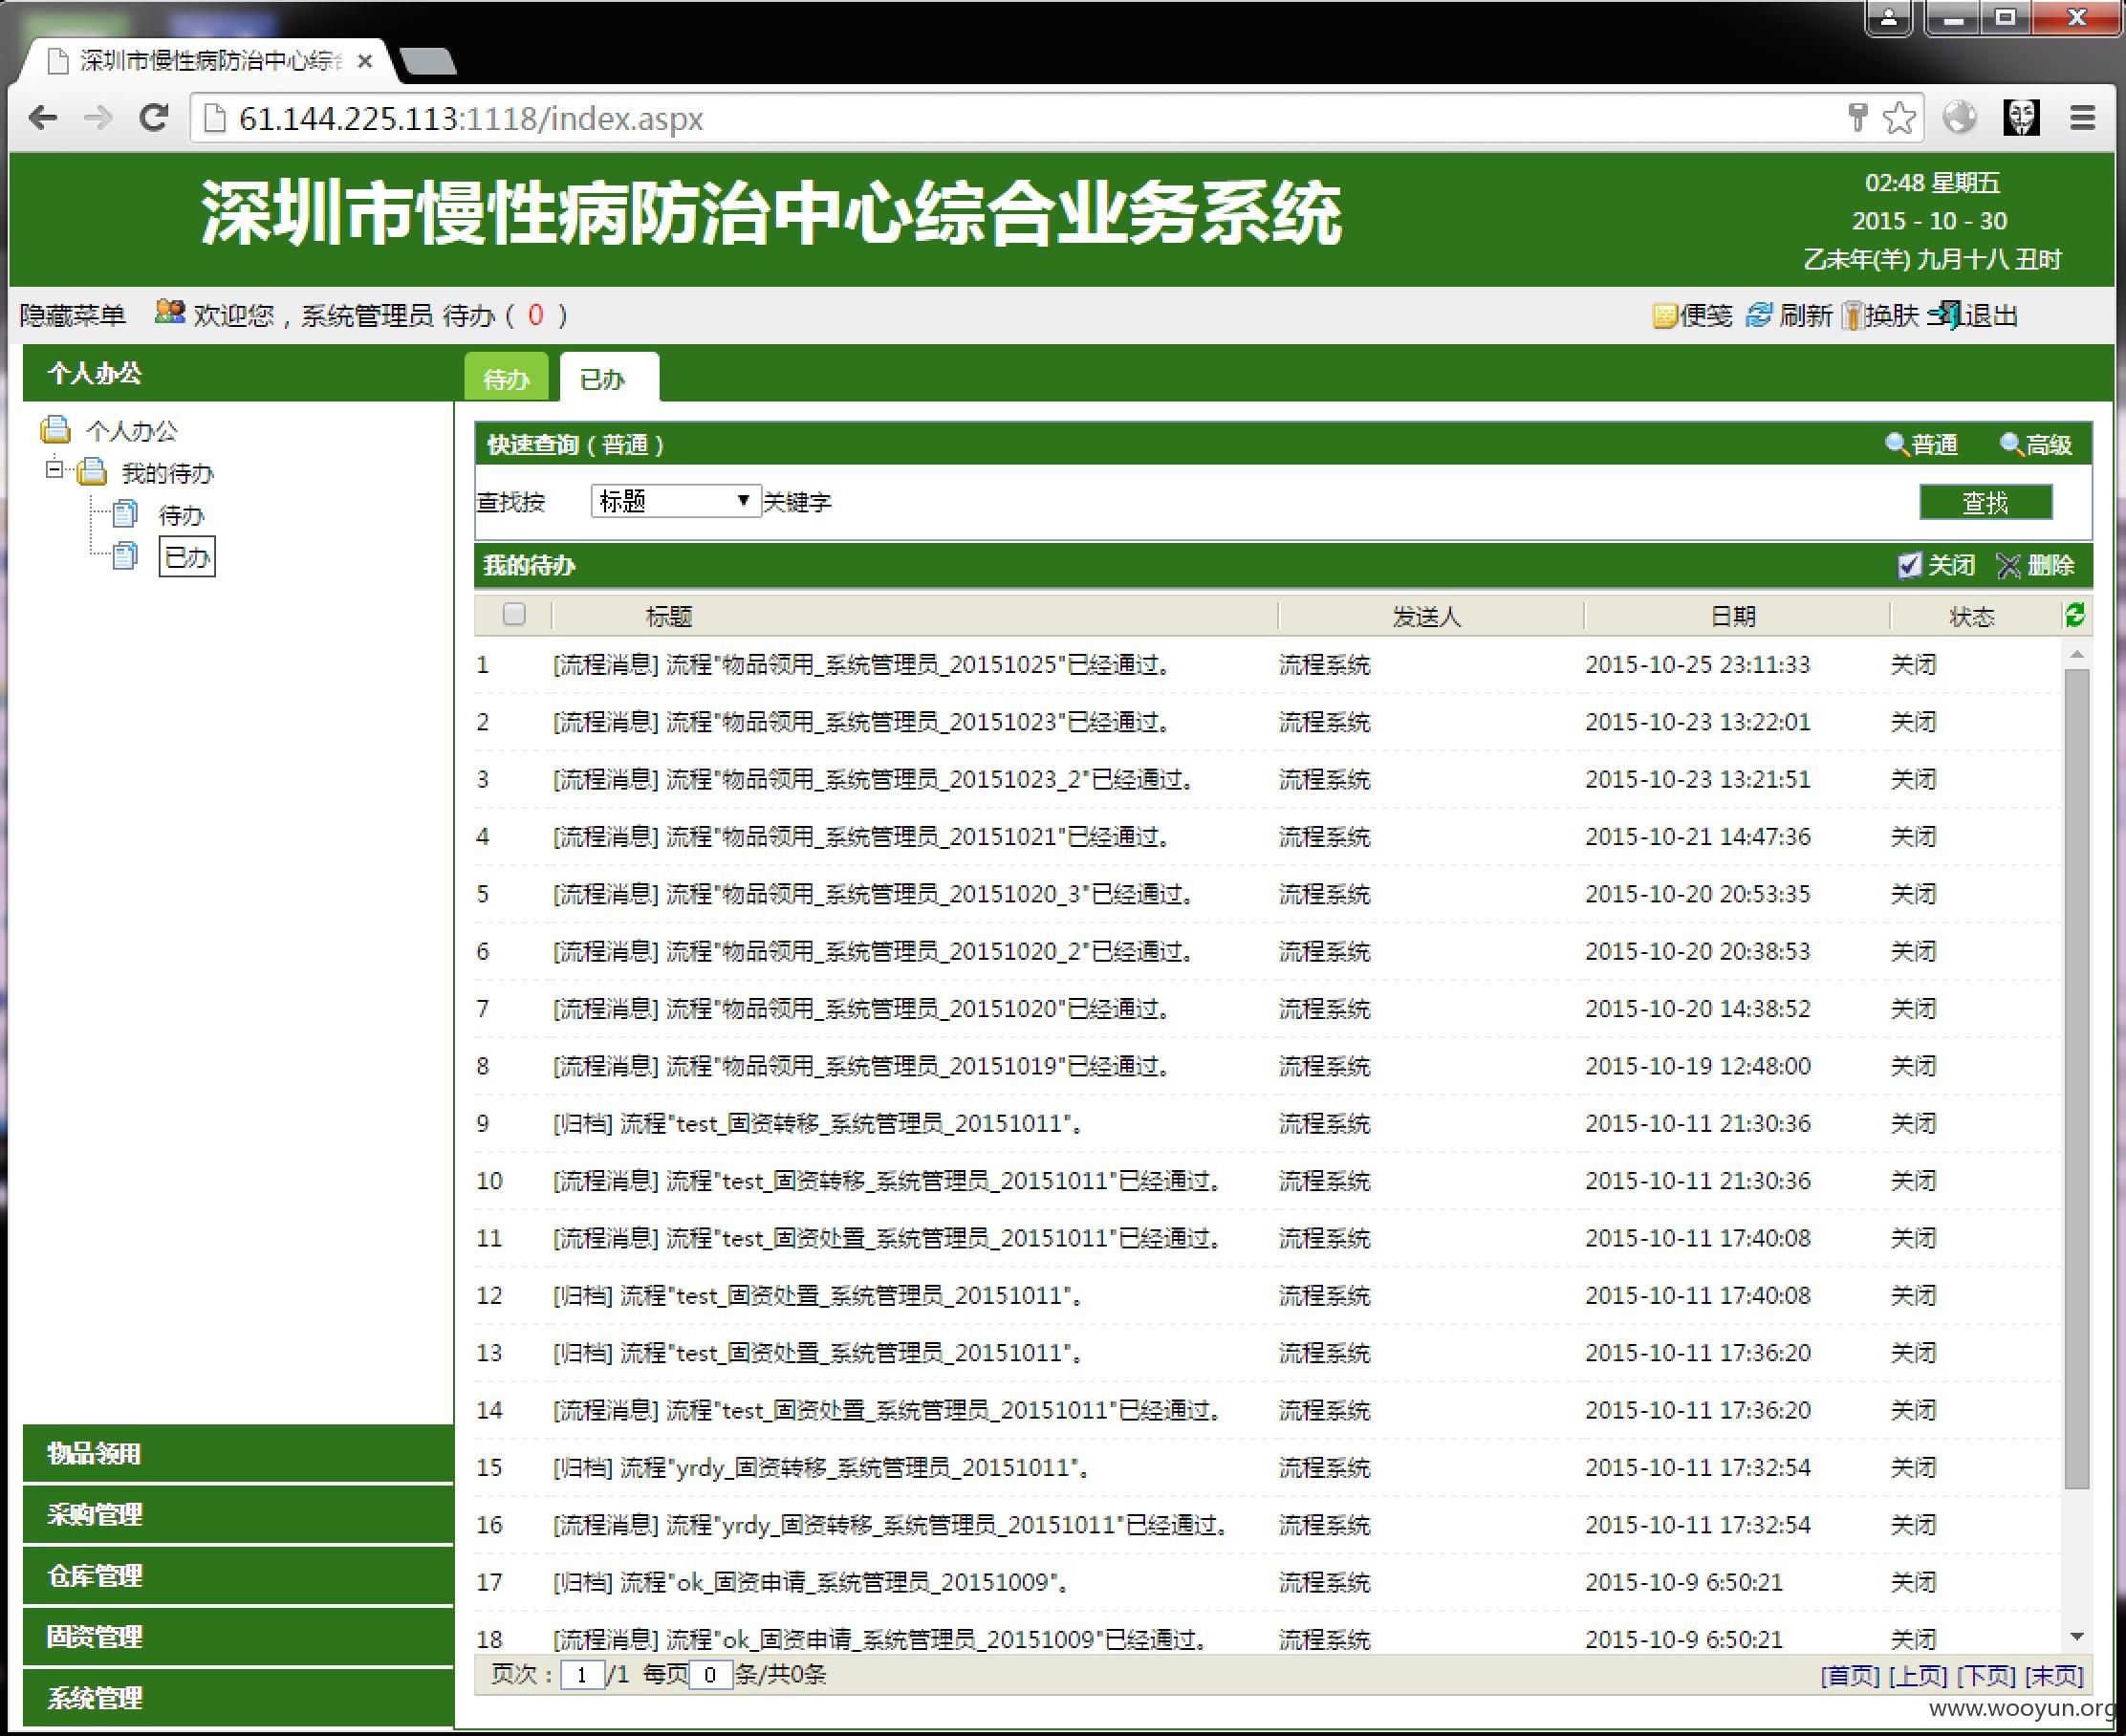 深圳市慢性病防治中心综合
61.144.225.113:1118/index.aspx
深圳市慢性病防治中心综合业务系统
02:48 星期五
2015 - 10 - 30
乙未年(羊) 九月十八 丑时
隐藏菜单 欢迎您，系统管理员 待办（ 0 ） 便笺 刷新 换肤 退出
个人办公 待办 已办
个人办公
我的待办
待办
已办
快速查询（普通） 普通 高级
查找按 标题 关键字 查找
我的待办 关闭 删除
标题 发送人 日期 状态
1 [流程消息] 流程"物品领用_系统管理员_20151025"已经通过。 流程系统 2015-10-25 23:11:33 关闭
2 [流程消息] 流程"物品领用_系统管理员_20151023"已经通过。 流程系统 2015-10-23 13:22:01 关闭
3 [流程消息] 流程"物品领用_系统管理员_20151023_2"已经通过。 流程系统 2015-10-23 13:21:51 关闭
4 [流程消息] 流程"物品领用_系统管理员_20151021"已经通过。 流程系统 2015-10-21 14:47:36 关闭
5 [流程消息] 流程"物品领用_系统管理员_20151020_3"已经通过。 流程系统 2015-10-20 20:53:35 关闭
6 [流程消息] 流程"物品领用_系统管理员_20151020_2"已经通过。 流程系统 2015-10-20 20:38:53 关闭
7 [流程消息] 流程"物品领用_系统管理员_20151020"已经通过。 流程系统 2015-10-20 14:38:52 关闭
8 [流程消息] 流程"物品领用_系统管理员_20151019"已经通过。 流程系统 2015-10-19 12:48:00 关闭
9 [归档] 流程"test_固资转移_系统管理员_20151011"。 流程系统 2015-10-11 21:30:36 关闭
10 [流程消息] 流程"test_固资转移_系统管理员_20151011"已经通过。 流程系统 2015-10-11 21:30:36 关闭
11 [流程消息] 流程"test_固资处置_系统管理员_20151011"已经通过。 流程系统 2015-10-11 17:40:08 关闭
12 [归档] 流程"test_固资处置_系统管理员_20151011"。 流程系统 2015-10-11 17:40:08 关闭
13 [归档] 流程"test_固资处置_系统管理员_20151011"。 流程系统 2015-10-11 17:36:20 关闭
14 [流程消息] 流程"test_固资处置_系统管理员_20151011"已经通过。 流程系统 2015-10-11 17:36:20 关闭
15 [归档] 流程"yrdy_固资转移_系统管理员_20151011"。 流程系统 2015-10-11 17:32:54 关闭
16 [流程消息] 流程"yrdy_固资转移_系统管理员_20151011"已经通过。 流程系统 2015-10-11 17:32:54 关闭
17 [归档] 流程"ok_固资申请_系统管理员_20151009"。 流程系统 2015-10-9 6:50:21 关闭
18 [流程消息] 流程"ok_固资申请_系统管理员_20151009"已经通过。 流程系统 2015-10-9 6:50:21 关闭
页次：1/1 每页0条/共0条 [首页] [上页] [下页] [末页]
物品领用
采购管理
仓库管理
固资管理
系统管理
www.wooyun.org